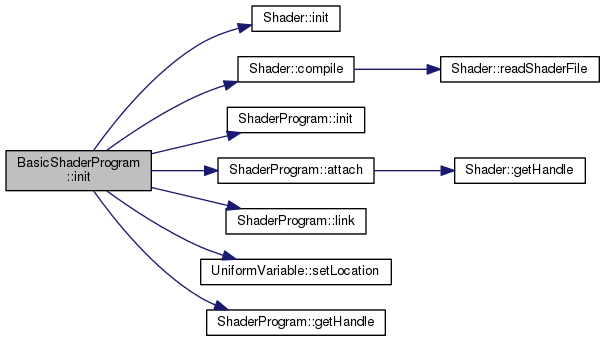 Shader::init
Shader::compile
Shader::readShaderFile
ShaderProgram::init
BasicShaderProgram
::init
ShaderProgram::attach
Shader::getHandle
ShaderProgram::link
UniformVariable::setLocation
ShaderProgram::getHandle